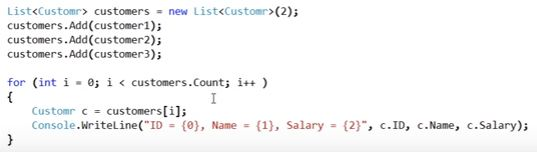 List<Customr> customers = new List<Customr>(2);
customers.Add(customer1);
customers.Add(customer2);
customers.Add(customer3);
for (int i = 0; i < customers.Count; i++ )
{
Customr c = customers[i];
Console.WriteLine("ID = {0}, Name = {1}, Salary = {2}", c.ID, c.Name, c.Salary);
}